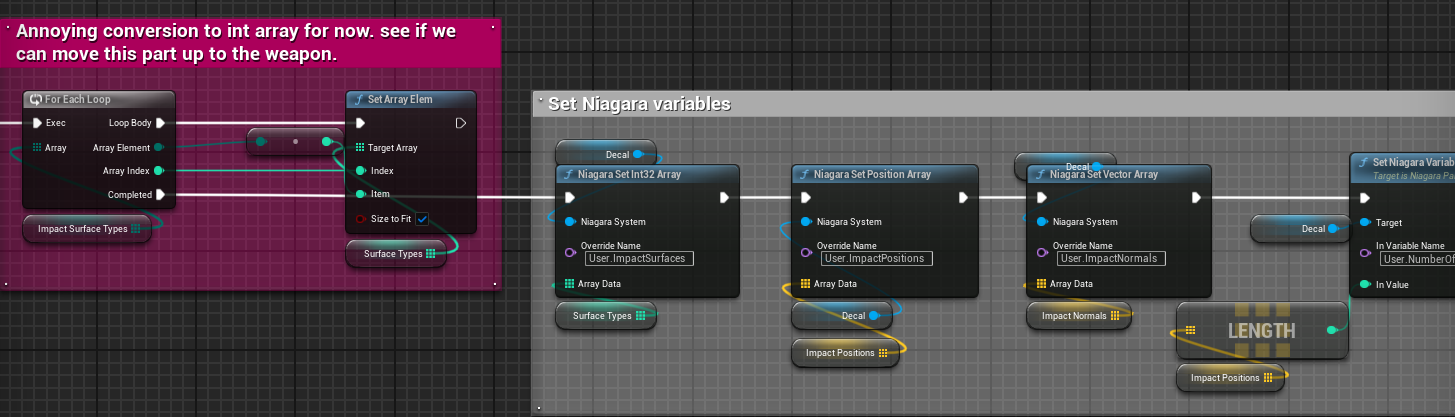 Annoying conversion to int array for now. see if we
can move this part up to the weapon.
For Each Loop
Exec
Loop Body
Array
Array Element
Array Index
Completed
Impact Surface Types
Set Array Elem
Target Array
Index
Item
Size to Fit
Surface Types
Set Niagara variables
Decal
Niagara Set Int32 Array
Niagara System
Override Name
User.ImpactSurfaces
Array Data
Surface Types
Niagara Set Position Array
Niagara System
Override Name
User.ImpactPositions
Array Data
Decal
Impact Positions
Decal
Niagara Set Vector Array
Niagara System
Override Name
User.ImpactNormals
Array Data
Impact Normals
Decal
LENGTH
Impact Positions
Set Niagara Variab
Target is Niagara Pa
Target
In Variable Name
User.NumberOf
In Value